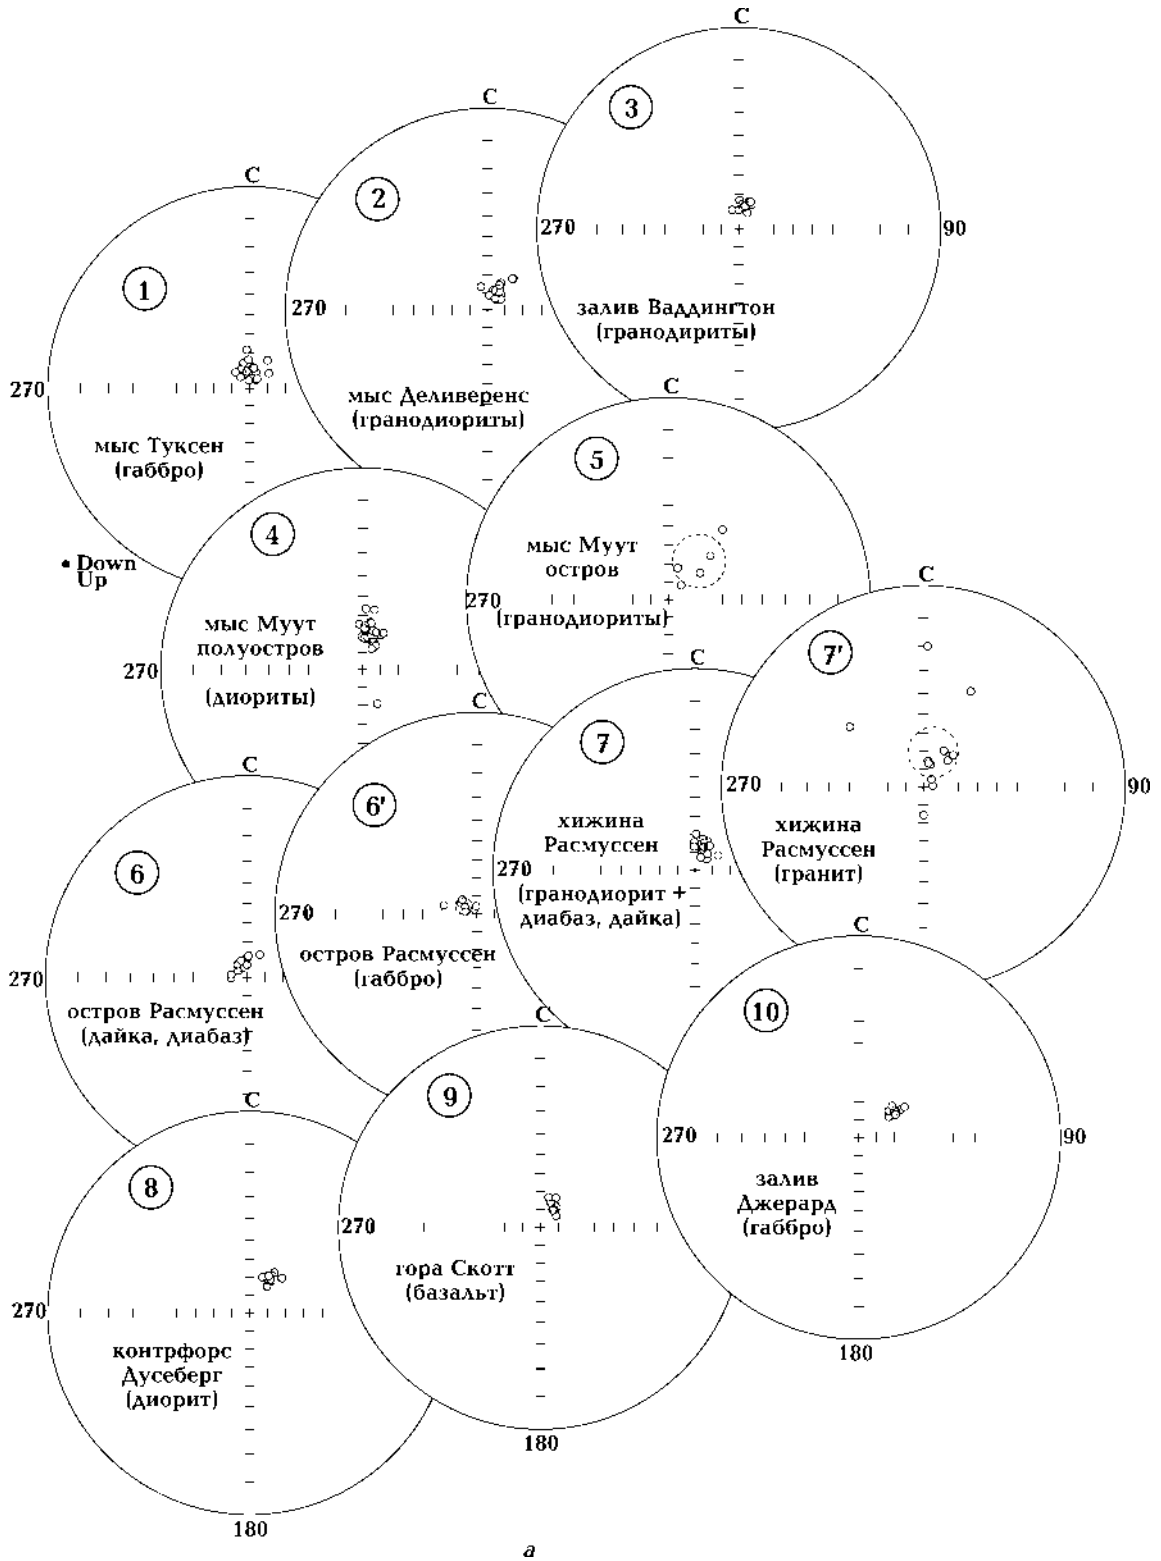 С
3
270
90
залив Ваддингтон
(гранодириты)
С
2
270
мыс Деливеренс
(гранодиориты)
С
1
270
мыс Туксен
(габбро)
• Down
Up
С
5
мыс Муут
остров
270
(гранодиориты)
4
мыс Муут
полуостров
270
(диориты)
С
7'
270
90
хижина
Расмуссен
(гранит)
С
7
хижина
Расмуссен
270
(гранодиорит +
диабаз, дайка)
С
6'
270
остров Расмуссен
(габбро)
С
6
270
остров Расмуссен
(дайка, диабаз)
С
10
270
90
залив
Джерард
(габбро)
180
С
9
270
гора Скотт
(базальт)
180
С
8
270
контрфорс
Дусеберг
(диорит)
180
а